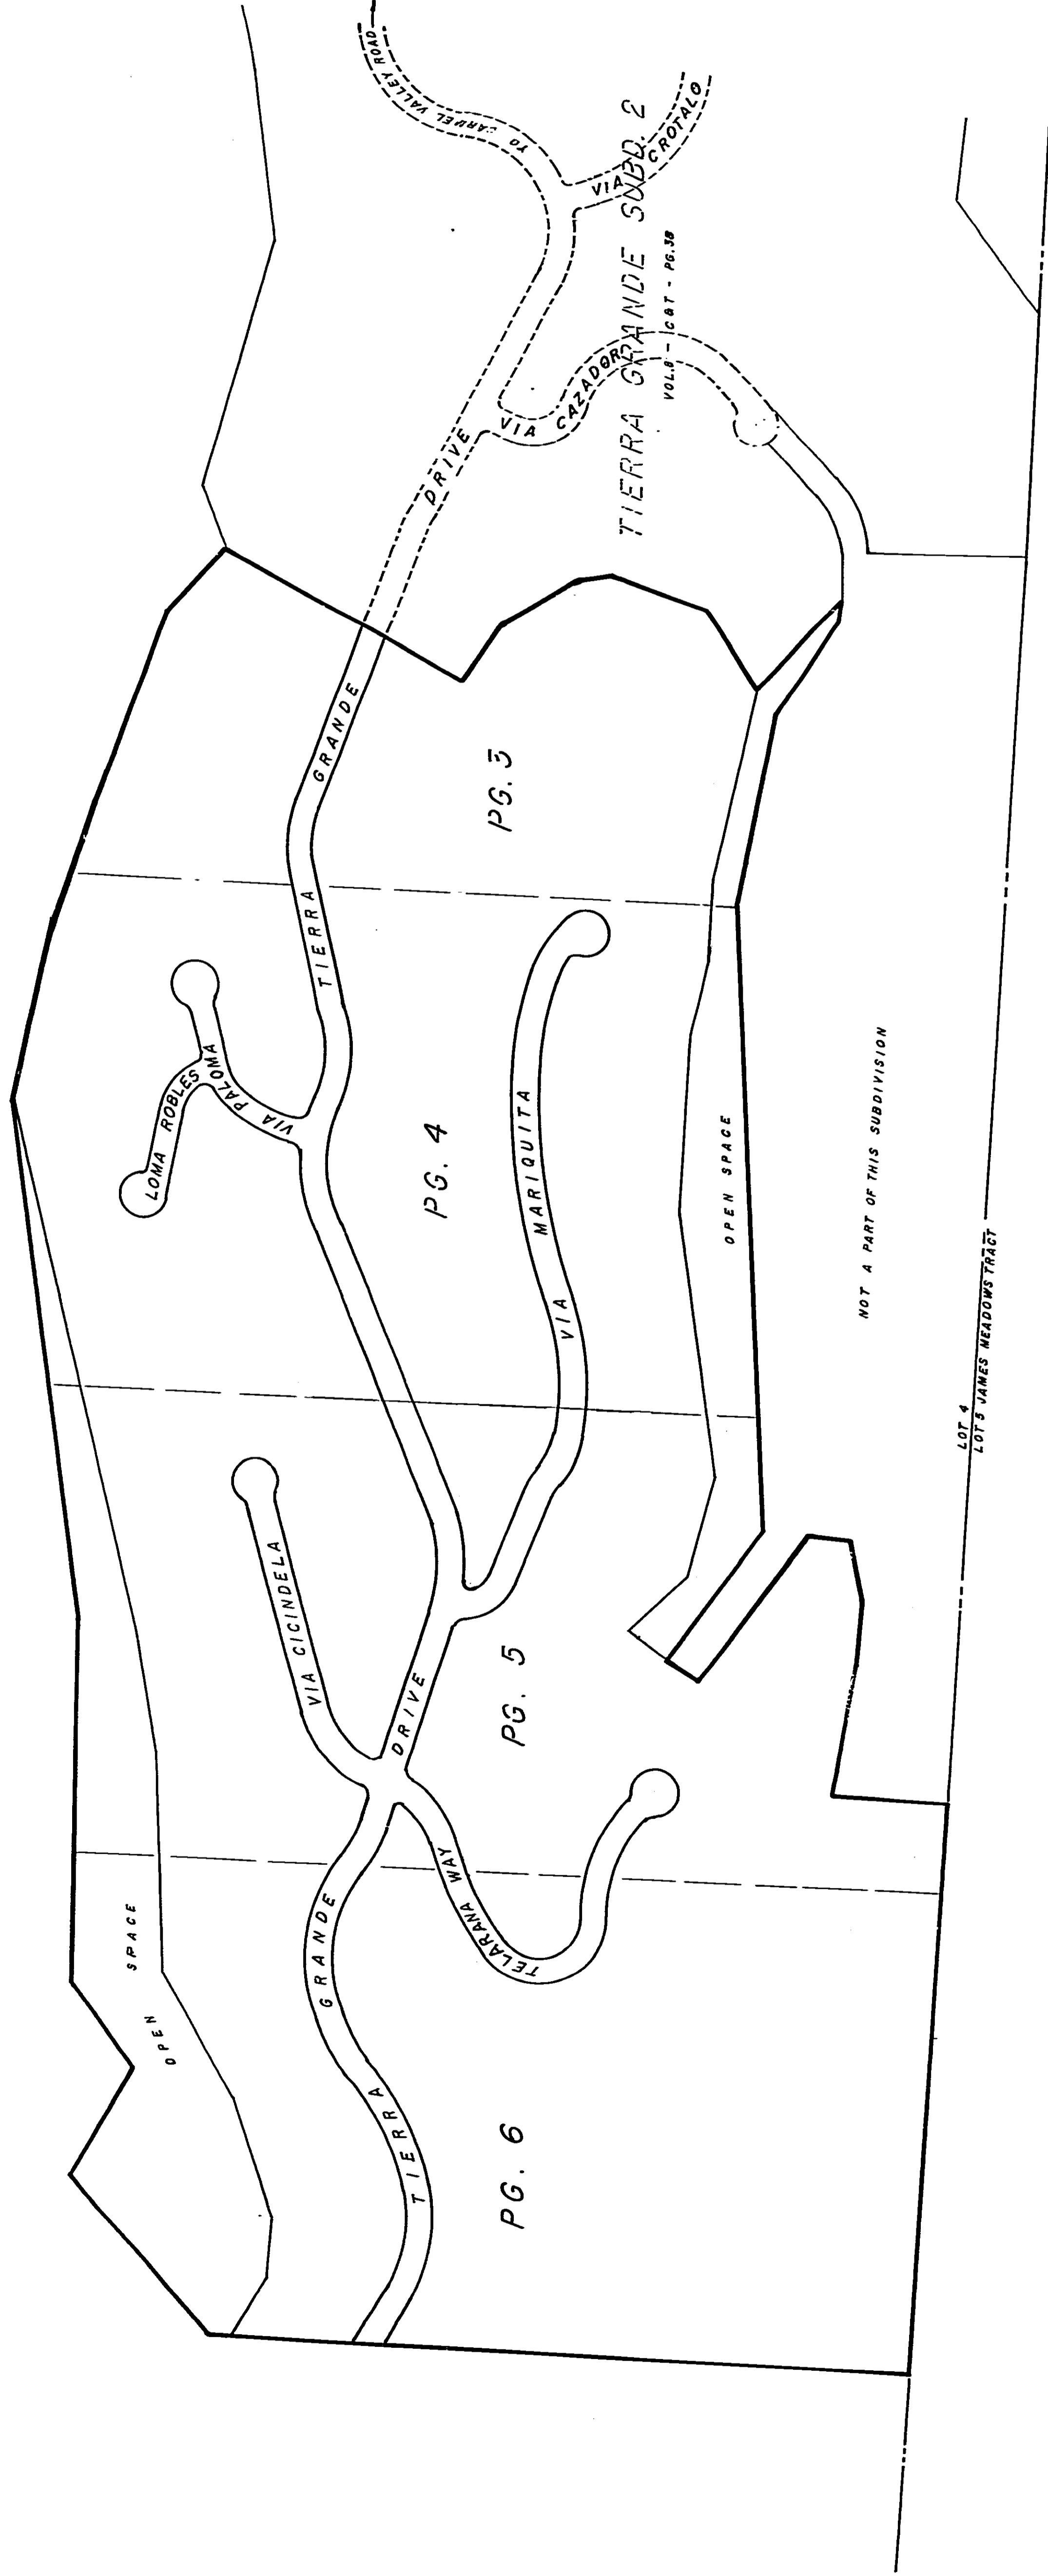 TO CARMEL VALLEY ROAD
VIA CROTALO
TIERRA GRANDE SUBD. 2
VOL.8 - C&T - PG.38
VIA CAZADOR
DRIVE
TIERRA GRANDE
PG. 3
LOMA ROBLES
VIA PALOMA
PG. 4
VIA MARIQUITA
OPEN SPACE
NOT A PART OF THIS SUBDIVISION
LOT 4
LOT 5 JAMES MEADOWS TRACT
VIA CICINDELA
DRIVE
PG. 5
TELARANA WAY
TIERRA GRANDE
OPEN SPACE
PG. 6